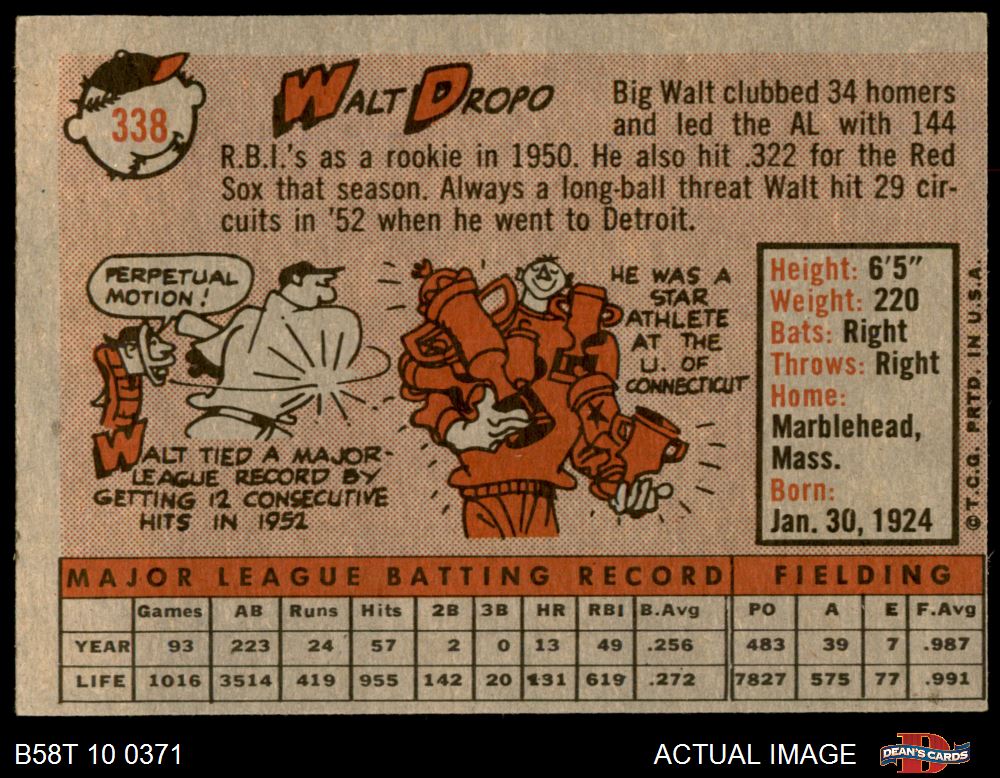 338
WALT DROPO
Big Walt clubbed 34 homers
and led the AL with 144
R.B.I.'s as a rookie in 1950. He also hit .322 for the Red
Sox that season. Always a long-ball threat Walt hit 29 cir-
cuits in '52 when he went to Detroit.
PERPETUAL
MOTION!
WALT TIED A MAJOR-
LEAGUE RECORD BY
GETTING 12 CONSECUTIVE
HITS IN 1952
HE WAS A
STAR
ATHLETE
AT THE
U. OF
CONNECTICUT
Height: 6'5"
Weight: 220
Bats: Right
Throws: Right
Home:
Marblehead,
Mass.
Born:
Jan. 30, 1924
© T.C.G. PRTD. IN U.S.A.
MAJOR LEAGUE BATTING RECORD FIELDING
Games AB Runs Hits 2B 3B HR RBI B.Avg PO A E F.Avg
YEAR 93 223 24 57 2 0 13 49 .256 483 39 7 .987
LIFE 1016 3514 419 955 142 20 131 619 .272 7827 575 77 .991
B58T 10 0371
ACTUAL IMAGE
DEAN'S CARDS